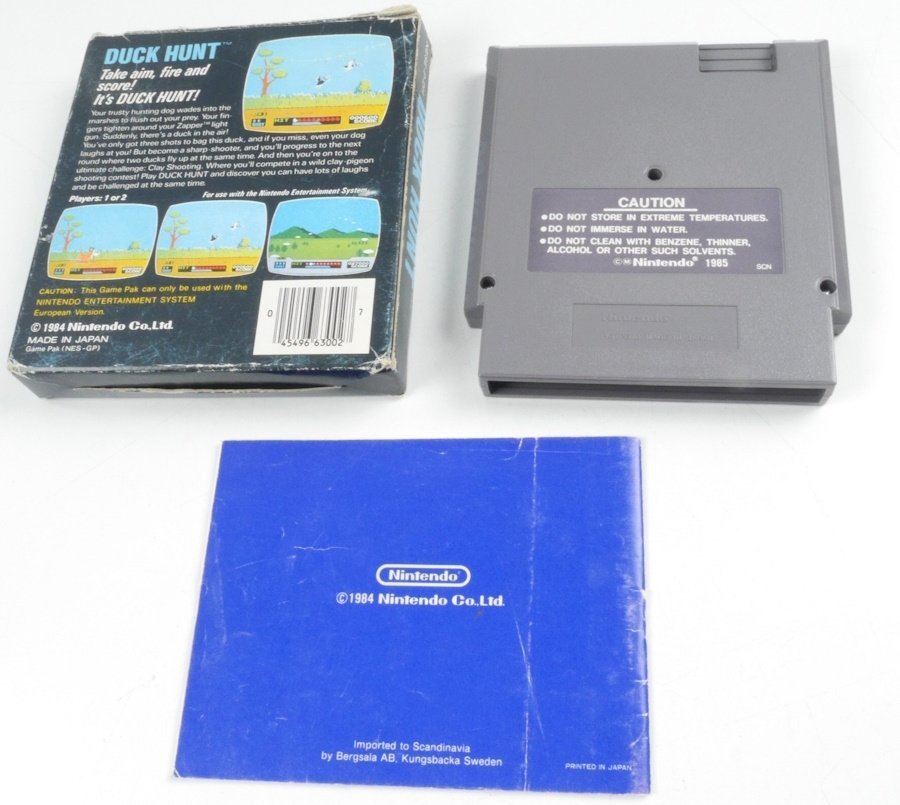 DUCK HUNT™
Take aim, fire and
score!
It's DUCK HUNT!
Your trusty hunting dog wades into the
marshes to flush out your prey. Your fin-
gers tighten around your Zapper™ light
gun. Suddenly, there's a duck in the air!
You've only got three shots to bag this duck, and if you miss, even your dog
laughs at you! But become a sharp-shooter, and you'll progress to the next
round where two ducks fly up at the same time. And then you're on to the
ultimate challenge: Clay Shooting. Where you'll compete in a wild clay-pigeon
shooting contest! Play DUCK HUNT and discover you can have lots of laughs
and be challenged at the same time.
Players: 1 or 2
For use with the Nintendo Entertainment System
CAUTION: This Game Pak can only be used with the
NINTENDO ENTERTAINMENT SYSTEM
European Version.
© 1984 Nintendo Co.,Ltd.
MADE IN JAPAN
Game Pak (NES-GP)
0 45496 63002 7
DUCK HUNT
CAUTION
● DO NOT STORE IN EXTREME TEMPERATURES.
● DO NOT IMMERSE IN WATER.
● DO NOT CLEAN WITH BENZENE, THINNER,
ALCOHOL OR OTHER SUCH SOLVENTS.
©Ⓜ Nintendo® 1985 SCN
Nintendo®
©1984 Nintendo Co.,Ltd.
Imported to Scandinavia
by Bergsala AB, Kungsbacka Sweden
PRINTED IN JAPAN